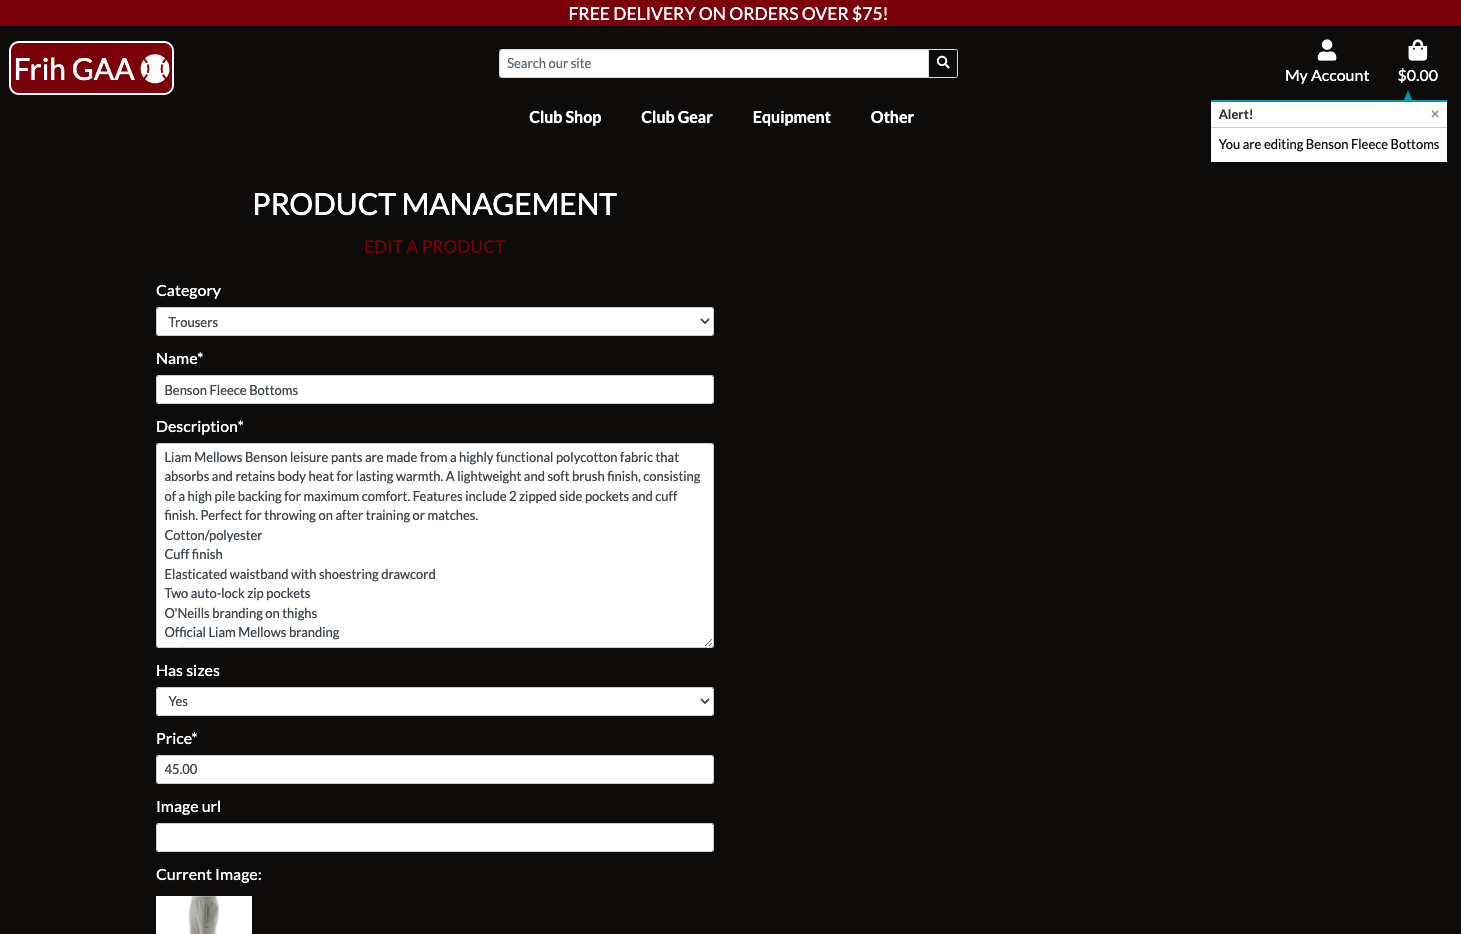 FREE DELIVERY ON ORDERS OVER $75!
Frih GAA
Search our site
My Account
$0.00
Club Shop
Club Gear
Equipment
Other
Alert!
×
You are editing Benson Fleece Bottoms
PRODUCT MANAGEMENT
EDIT A PRODUCT
Category
Trousers
Name*
Benson Fleece Bottoms
Description*
Liam Mellows Benson leisure pants are made from a highly functional polycotton fabric that
absorbs and retains body heat for lasting warmth. A lightweight and soft brush finish, consisting
of a high pile backing for maximum comfort. Features include 2 zipped side pockets and cuff
finish. Perfect for throwing on after training or matches.
Cotton/polyester
Cuff finish
Elasticated waistband with shoestring drawcord
Two auto-lock zip pockets
O'Neills branding on thighs
Official Liam Mellows branding
Has sizes
Yes
Price*
45.00
Image url
Current Image: